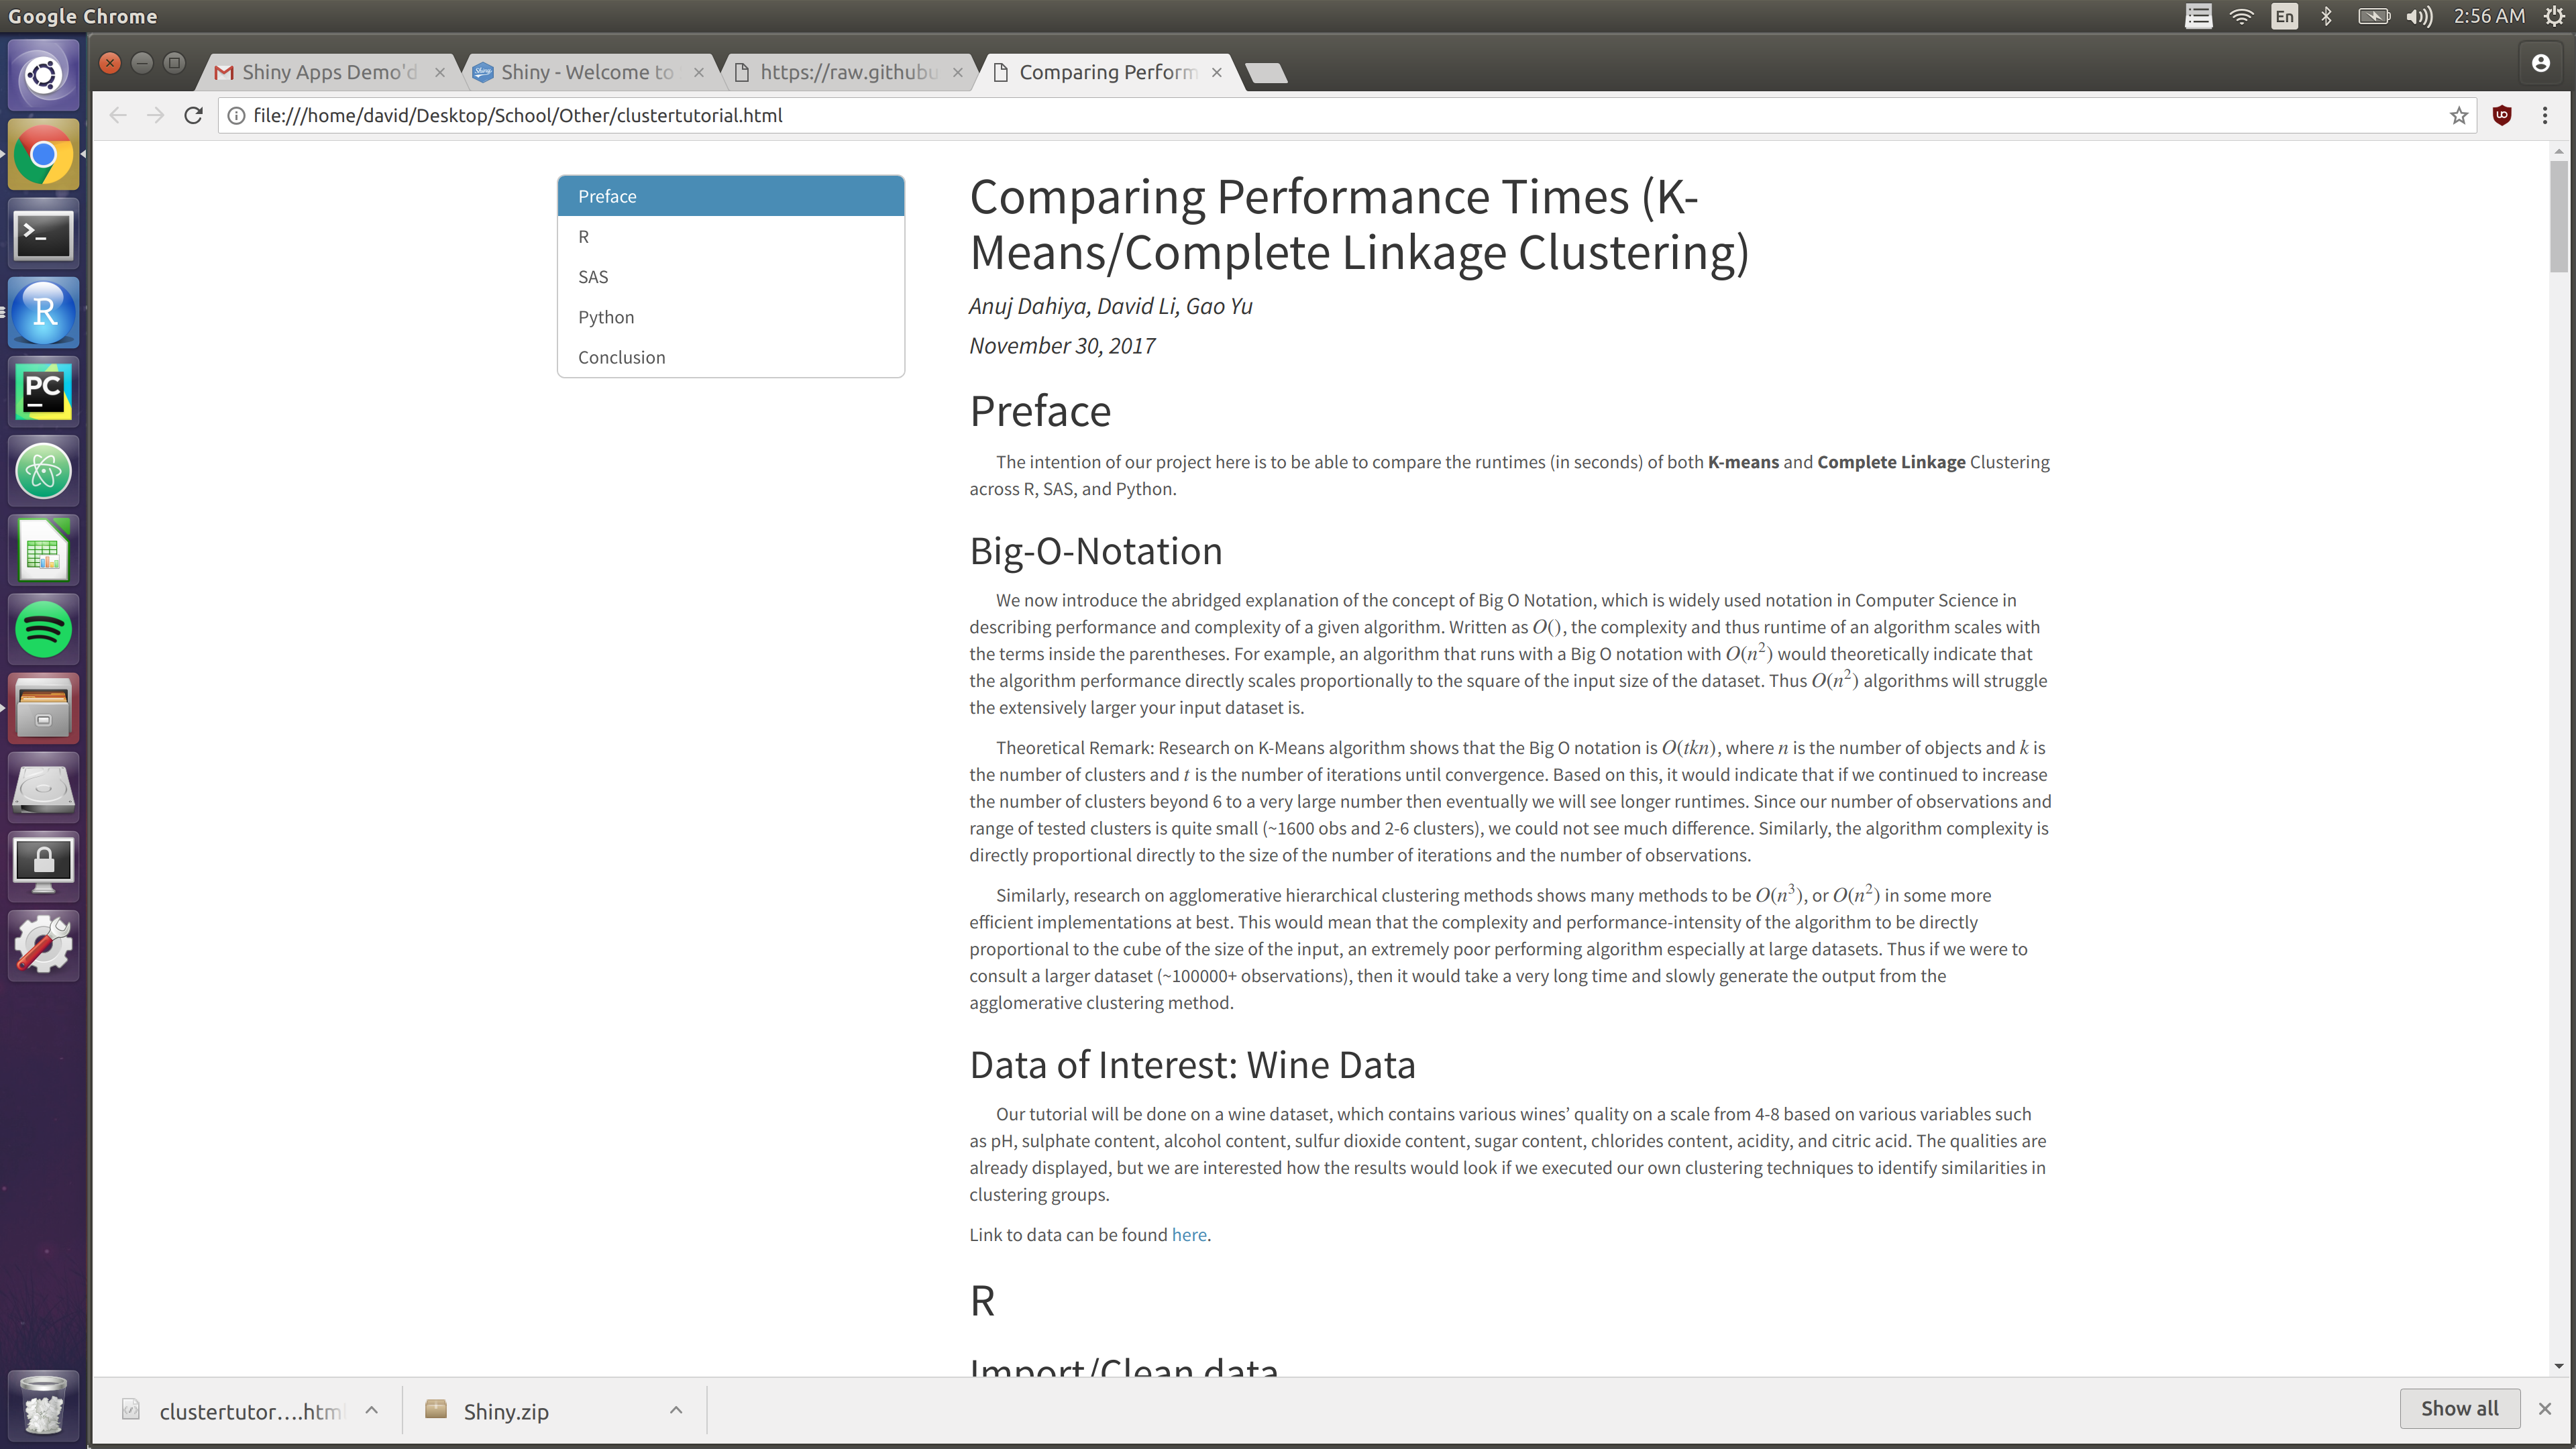 Google Chrome
En
2:56 AM
Shiny Apps Demo'd
Shiny - Welcome to
https://raw.githubu
Comparing Perform
file:///home/david/Desktop/School/Other/clustertutorial.html
Preface
R
SAS
Python
Conclusion
Comparing Performance Times (K-
Means/Complete Linkage Clustering)
Anuj Dahiya, David Li, Gao Yu
November 30, 2017
Preface
The intention of our project here is to be able to compare the runtimes (in seconds) of both K-means and Complete Linkage Clustering
across R, SAS, and Python.
Big-O-Notation
We now introduce the abridged explanation of the concept of Big O Notation, which is widely used notation in Computer Science in
describing performance and complexity of a given algorithm. Written as O(), the complexity and thus runtime of an algorithm scales with
the terms inside the parentheses. For example, an algorithm that runs with a Big O notation with O(n²) would theoretically indicate that
the algorithm performance directly scales proportionally to the square of the input size of the dataset. Thus O(n²) algorithms will struggle
the extensively larger your input dataset is.
Theoretical Remark: Research on K-Means algorithm shows that the Big O notation is O(tkn), where n is the number of objects and k is
the number of clusters and t is the number of iterations until convergence. Based on this, it would indicate that if we continued to increase
the number of clusters beyond 6 to a very large number then eventually we will see longer runtimes. Since our number of observations and
range of tested clusters is quite small (~1600 obs and 2-6 clusters), we could not see much difference. Similarly, the algorithm complexity is
directly proportional directly to the size of the number of iterations and the number of observations.
Similarly, research on agglomerative hierarchical clustering methods shows many methods to be O(n³), or O(n²) in some more
efficient implementations at best. This would mean that the complexity and performance-intensity of the algorithm to be directly
proportional to the cube of the size of the input, an extremely poor performing algorithm especially at large datasets. Thus if we were to
consult a larger dataset (~100000+ observations), then it would take a very long time and slowly generate the output from the
agglomerative clustering method.
Data of Interest: Wine Data
Our tutorial will be done on a wine dataset, which contains various wines’ quality on a scale from 4-8 based on various variables such
as pH, sulphate content, alcohol content, sulfur dioxide content, sugar content, chlorides content, acidity, and citric acid. The qualities are
already displayed, but we are interested how the results would look if we executed our own clustering techniques to identify similarities in
clustering groups.
Link to data can be found here.
R
Import/Clean data
clustertutor....htm
Shiny.zip
Show all
R
PC